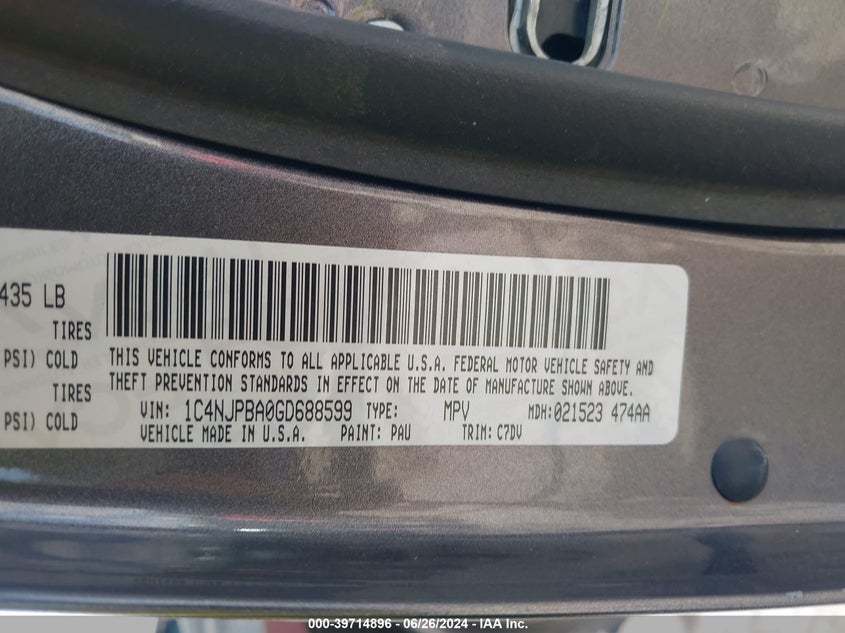 435 LB
TIRES
PSI) COLD
TIRES
PSI) COLD
THIS VEHICLE CONFORMS TO ALL APPLICABLE U.S.A. FEDERAL MOTOR VEHICLE SAFETY AND
THEFT PREVENTION STANDARDS IN EFFECT ON THE DATE OF MANUFACTURE SHOWN ABOVE.
VIN: 1C4NJPBA0GD688599 TYPE: MPV MDH:021523 474AA
VEHICLE MADE IN U.S.A. PAINT: PAU TRIM: C7DV
000-39714896 - 06/26/2024 - IAA Inc.